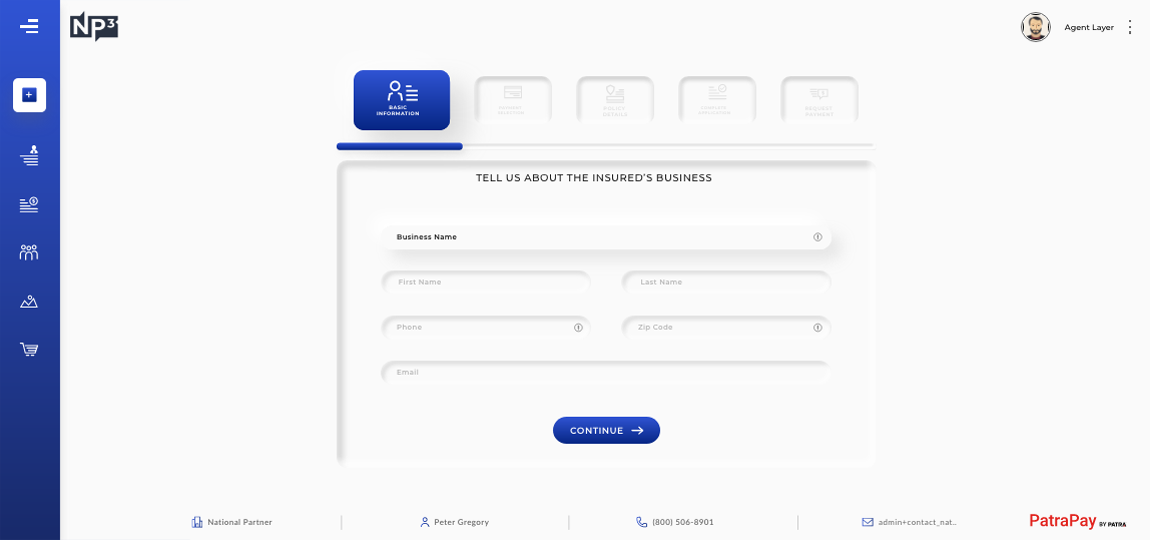 NP3
Agent Layer
BASIC
INFORMATION
PAYMENT
SELECTION
POLICY
DETAILS
COMPLETE
APPLICATION
REQUEST
PAYMENT
TELL US ABOUT THE INSURED'S BUSINESS
Business Name
First Name
Last Name
Phone
Zip Code
Email
CONTINUE
National Partner
Peter Gregory
(800) 506-8901
admin+contact_nat..
PatraPay BY PATRA